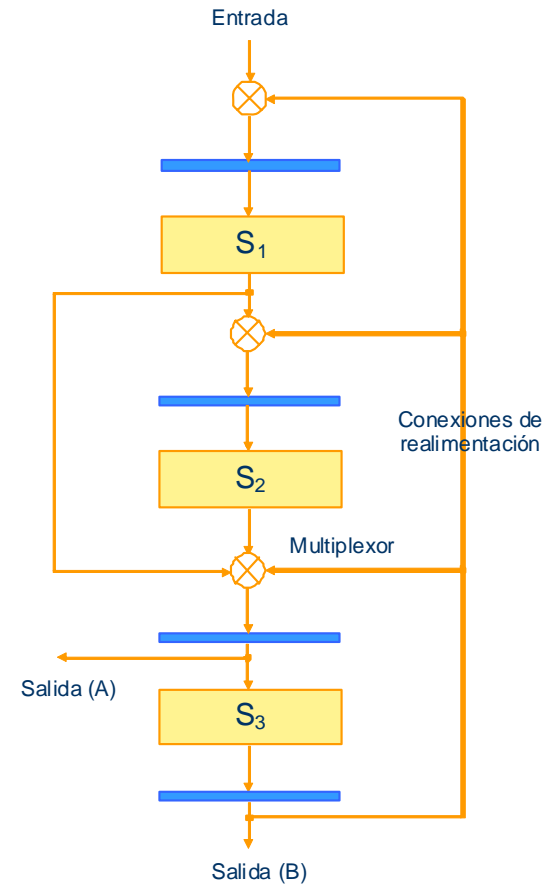 Entrada
S₁
Conexiones de
realimentación
S₂
Multiplexor
Salida (A)
S₃
Salida (B)